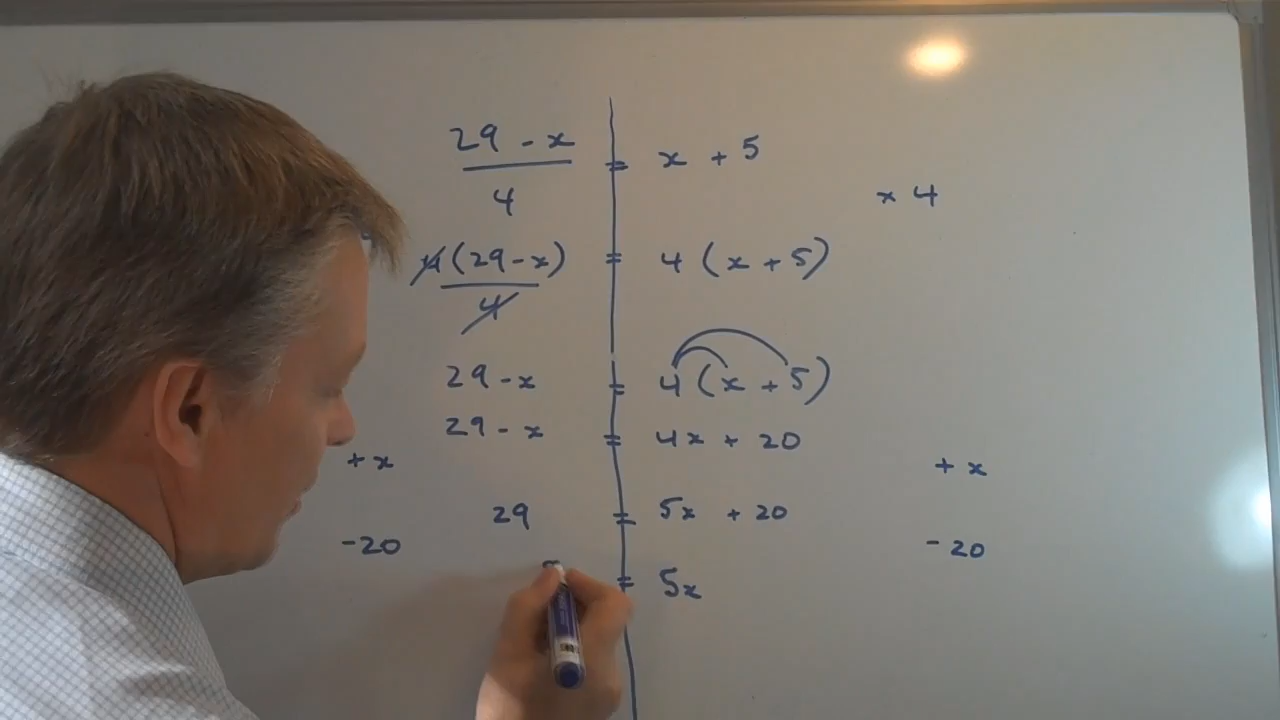 29 - x = x + 5
4
x 4
4(29 - x) = 4(x + 5)
4
29 - x = 4(x + 5)
29 - x = 4x + 20
+ x + x
29 = 5x + 20
-20 -20
= 5x